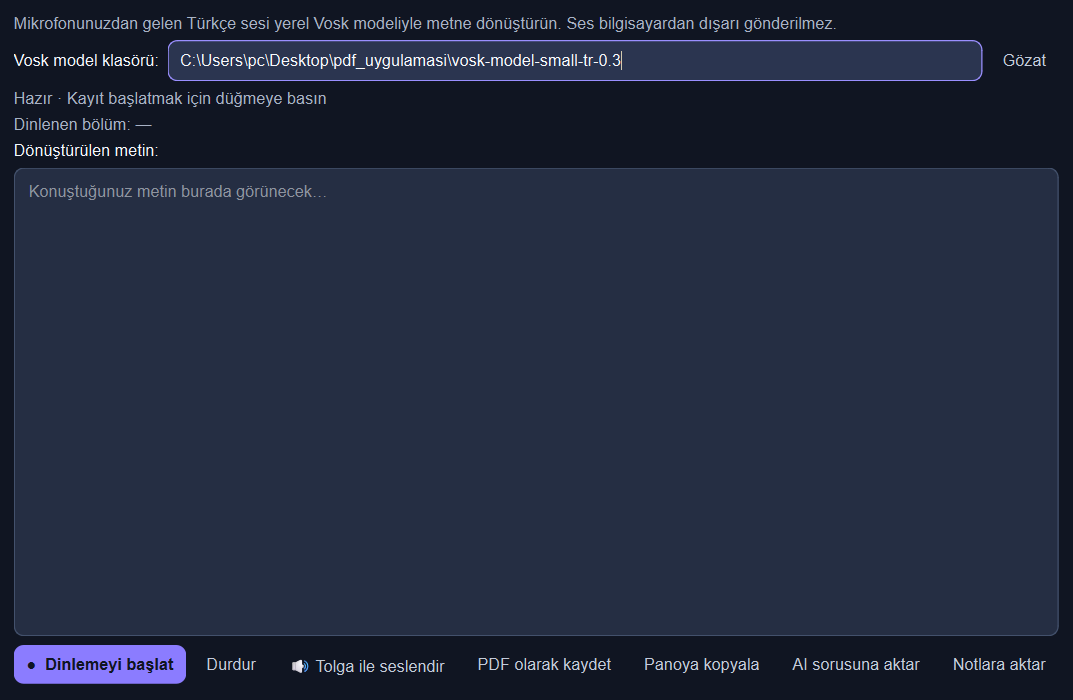 Mikrofonunuzdan gelen Türkçe sesi yerel Vosk modeliyle metne dönüştürün. Ses bilgisayardan dışarı gönderilmez.
Vosk model klasörü: C:\Users\pc\Desktop\pdf_uygulamasi\vosk-model-small-tr-0.3 Gözat
Hazır · Kayıt başlatmak için düğmeye basın
Dinlenen bölüm: —
Dönüştürülen metin:
Konuştuğunuz metin burada görünecek…
● Dinlemeyi başlat Durdur 🔊 Tolga ile seslendir PDF olarak kaydet Panoya kopyala AI sorusuna aktar Notlara aktar